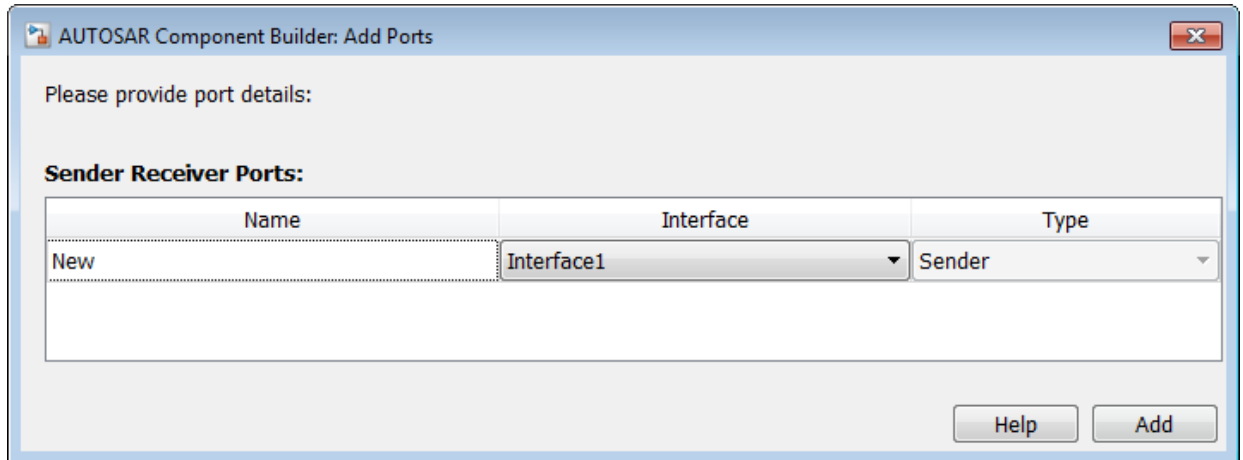 AUTOSAR Component Builder: Add Ports
Please provide port details:
Sender Receiver Ports:
Name Interface Type
New Interface1 Sender
Help Add